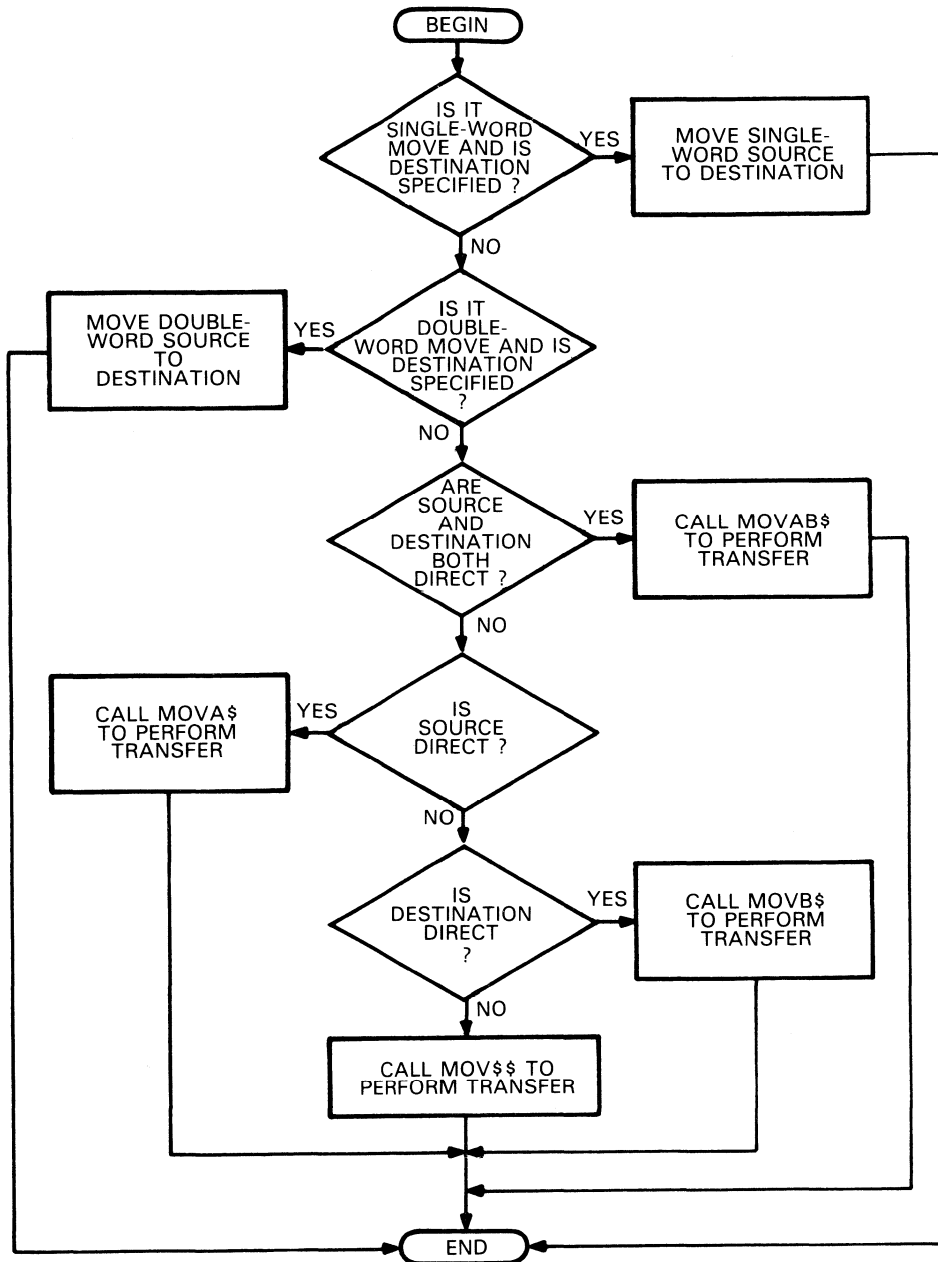 BEGIN
IS IT
SINGLE-WORD
MOVE AND IS
DESTINATION
SPECIFIED ?
YES
MOVE SINGLE-
WORD SOURCE
TO DESTINATION
NO
IS IT
DOUBLE-
WORD MOVE AND IS
DESTINATION
SPECIFIED
?
YES
MOVE DOUBLE-
WORD SOURCE
TO
DESTINATION
NO
ARE
SOURCE
AND
DESTINATION
BOTH
DIRECT ?
YES
CALL MOVAB$
TO PERFORM
TRANSFER
NO
IS
SOURCE
DIRECT ?
YES
CALL MOVA$
TO PERFORM
TRANSFER
NO
IS
DESTINATION
DIRECT
?
YES
CALL MOVB$
TO PERFORM
TRANSFER
NO
CALL MOV$$ TO
PERFORM TRANSFER
END